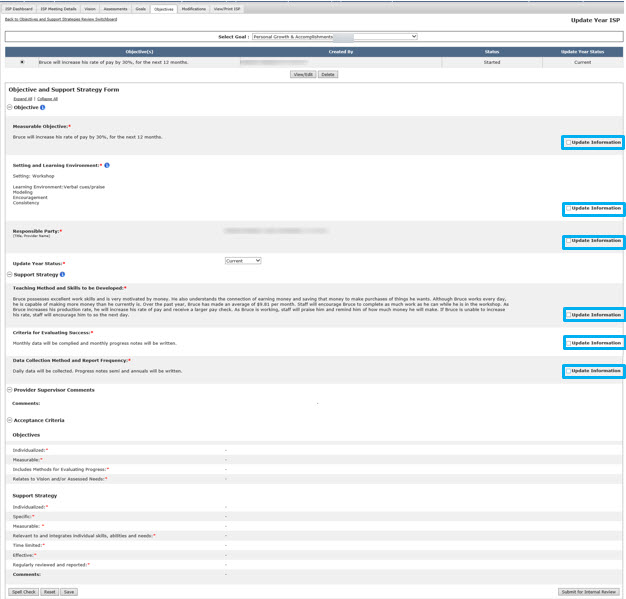 ISP Dashboard ISP Meeting Details Vision Assessments Goals Objectives Modifications View/Print ISP
Back to Objectives and Support Strategies Review Switchboard
Update Year ISP
Select Goal : Personal Growth & Accomplishments
Objective(s) Created By Status Update Year Status
Bruce will increase his rate of pay by 30%, for the next 12 months. Started Current
View/Edit Delete
Objective and Support Strategy Form
Expand All | Collapse All
Objective
Measurable Objective:*
Bruce will increase his rate of pay by 30%, for the next 12 months.
Update Information
Setting and Learning Environment:*
Setting: Workshop
Learning Environment:Verbal cues/praise
Modeling
Encouragement
Consistency
Update Information
Responsible Party:*
(Title, Provider Name)
Update Information
Update Year Status:* Current
Support Strategy
Teaching Method and Skills to be Developed:*
Bruce possesses excellent work skills and is very motivated by money. He also understands the connection of earning money and saving that money to make purchases of things he wants. Although Bruce works every day,
he is capable of making more money than he currently is. Over the past year, Bruce has made an average of $9.81 per month. Staff will encourage Bruce to complete as much work as he can while he is in the workshop. As
Bruce increases his production rate, he will increase his rate of pay and receive a larger pay check. As Bruce is working, staff will praise him and remind him of how much money he will make. If Bruce is unable to increase
his rate, staff will encourage him to as the next day.
Update Information
Criteria for Evaluating Success:*
Monthly data will be complied and monthly progress notes will be written.
Update Information
Data Collection Method and Report Frequency:*
Daily data will be collected. Progress notes semi and annuals will be written.
Update Information
Provider Supervisor Comments
Comments: -
Acceptance Criteria
Objectives
Individualized:* -
Measurable:* -
Includes Methods for Evaluating Progress:* -
Relates to Vision and/or Assessed Needs:* -
Support Strategy
Individualized:* -
Specific:* -
Measurable: * -
Relevant to and integrates individual skills, abilities and needs:* -
Time limited:* -
Effective:* -
Regularly reviewed and reported:* -
Comments: -
Spell Check Reset Save Submit for Internal Review